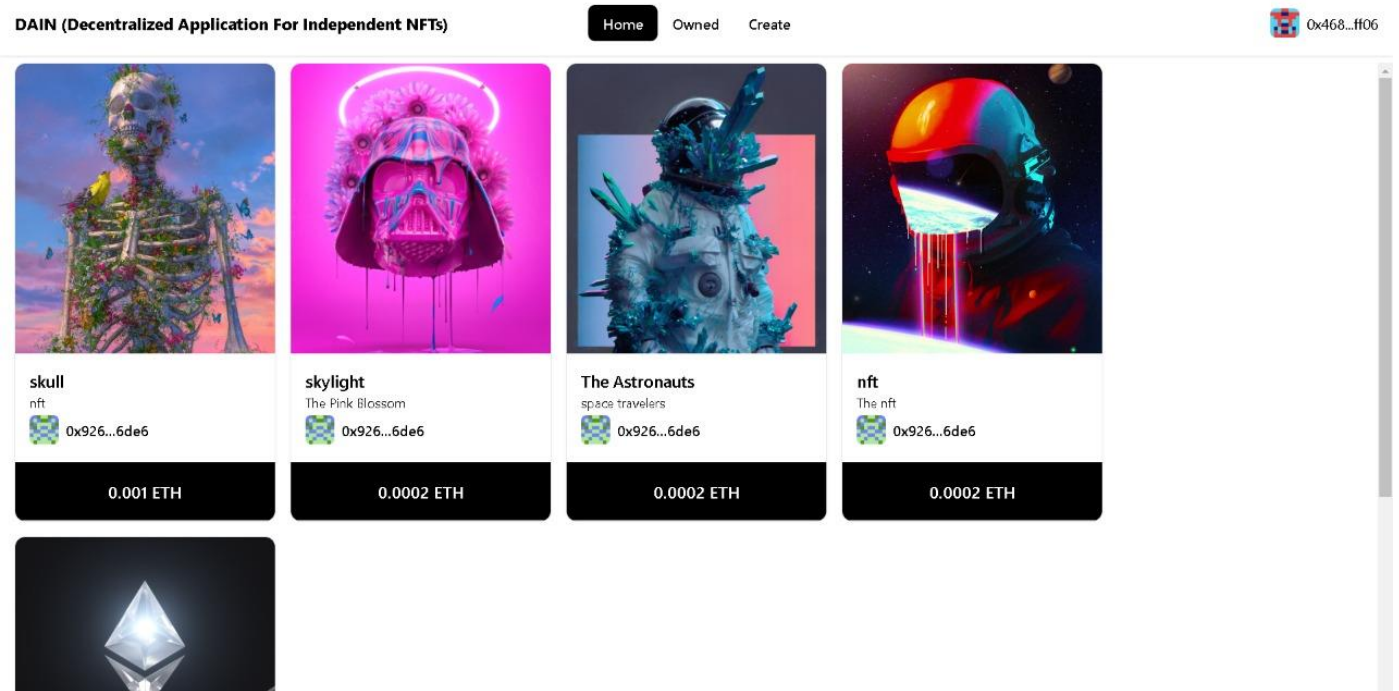 DAIN (Decentralized Application For Independent NFTs)
Home Owned Create
0x468...ff06
skull
nft
0x926...6de6
0.001 ETH
skylight
The Pink Blossom
0x926...6de6
0.0002 ETH
The Astronauts
space travelers
0x926...6de6
0.0002 ETH
nft
The nft
0x926...6de6
0.0002 ETH